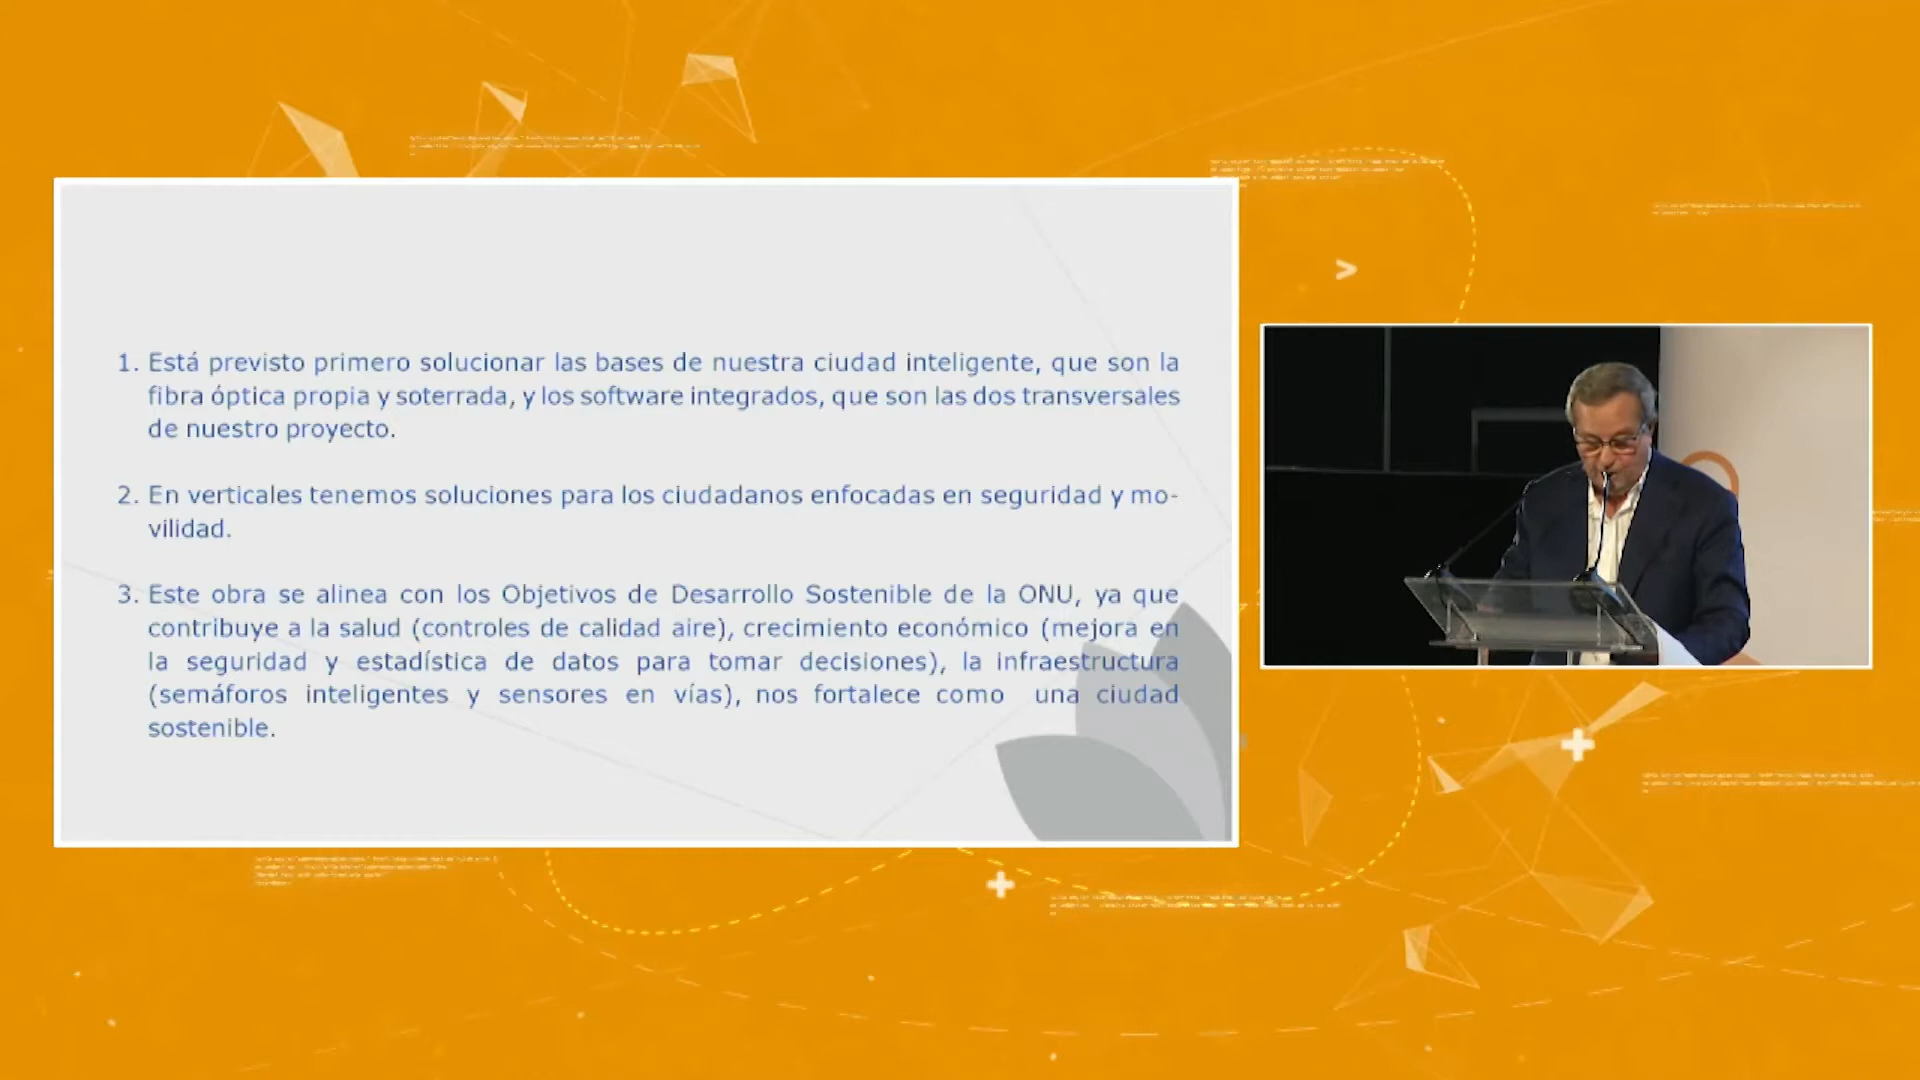 1. Está previsto primero solucionar las bases de nuestra ciudad inteligente, que son la
fibra óptica propia y soterrada, y los software integrados, que son las dos transversales
de nuestro proyecto.
2. En verticales tenemos soluciones para los ciudadanos enfocadas en seguridad y mo-
vilidad.
3. Este obra se alinea con los Objetivos de Desarrollo Sostenible de la ONU, ya que
contribuye a la salud (controles de calidad aire), crecimiento económico (mejora en
la seguridad y estadística de datos para tomar decisiones), la infraestructura
(semáforos inteligentes y sensores en vías), nos fortalece como una ciudad
sostenible.